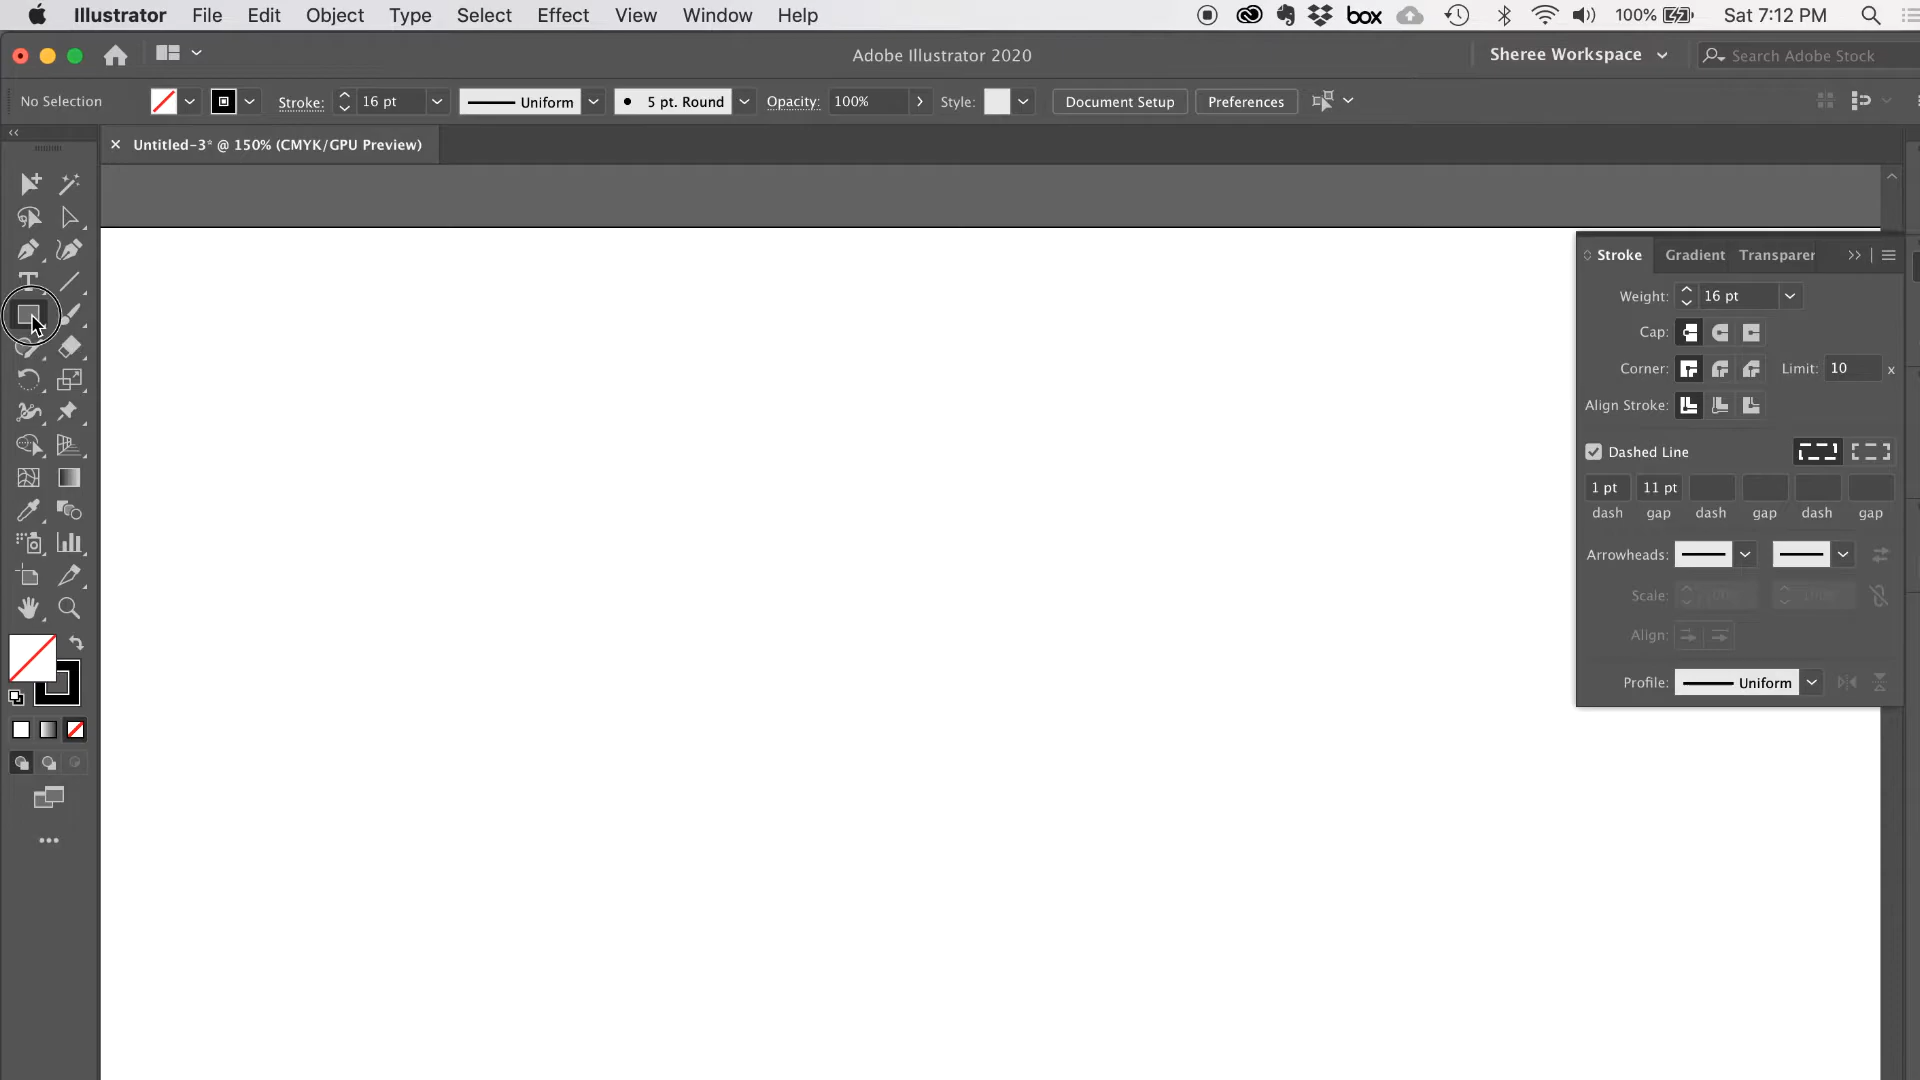 Illustrator File Edit Object Type Select Effect View Window Help box 100% Sat 7:12 PM
Adobe Illustrator 2020 Sheree Workspace Search Adobe Stock
No Selection Stroke: 16 pt Uniform 5 pt. Round Opacity: 100% Style: Document Setup Preferences
Untitled-3* @ 150% (CMYK/GPU Preview)
Stroke Gradient Transparer
Weight: 16 pt
Cap:
Corner: Limit: 10 x
Align Stroke:
Dashed Line
1 pt 11 pt
dash gap dash gap dash gap
Arrowheads:
Scale:
Align:
Profile: Uniform